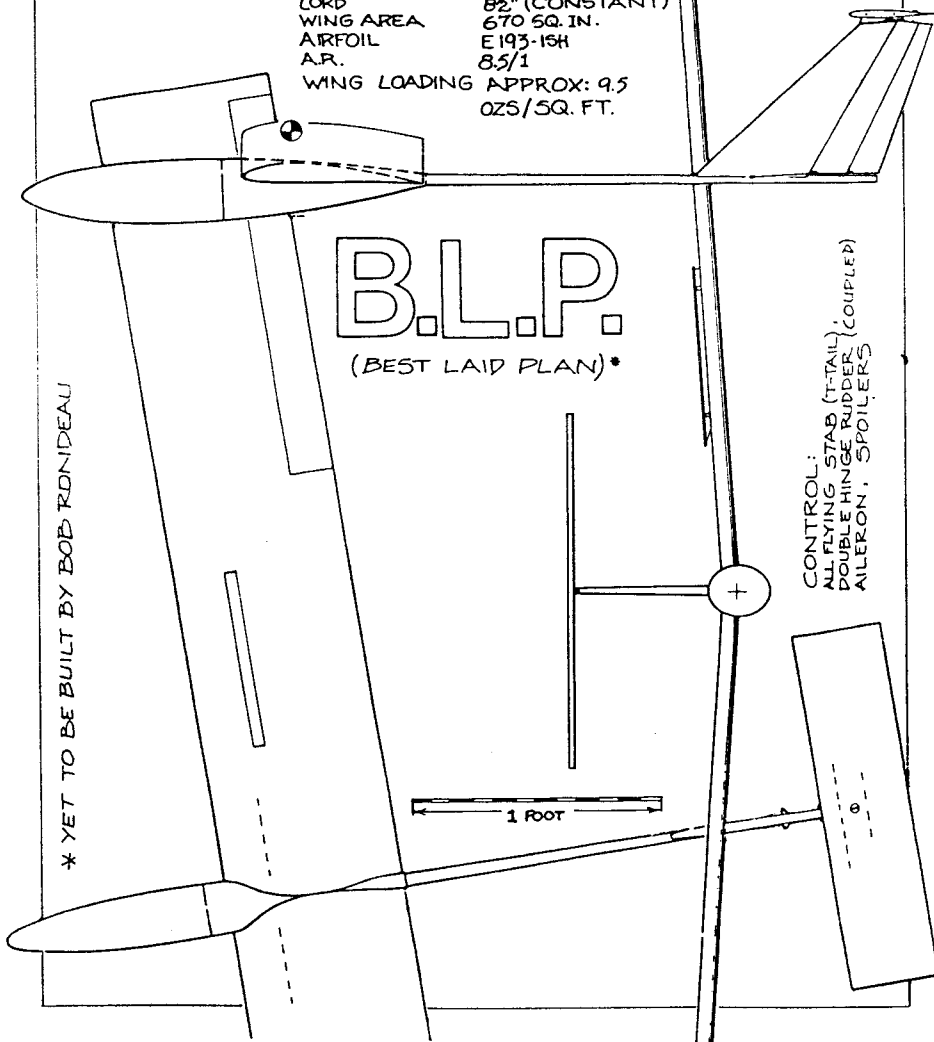 CORD 8½" (CONSTANT)
WING AREA 670 SQ. IN.
AIRFOIL E193-15H
A.R. 8.5/1
WING LOADING APPROX: 9.5
OZS/SQ. FT.
B.L.P.
(BEST LAID PLAN)*
* YET TO BE BUILT BY BOB RONDEAU
CONTROL:
ALL FLYING STAB (T-TAIL),
DOUBLE HINGE RUDDER (COUPLED)
AILERON, SPOILERS
1 FOOT